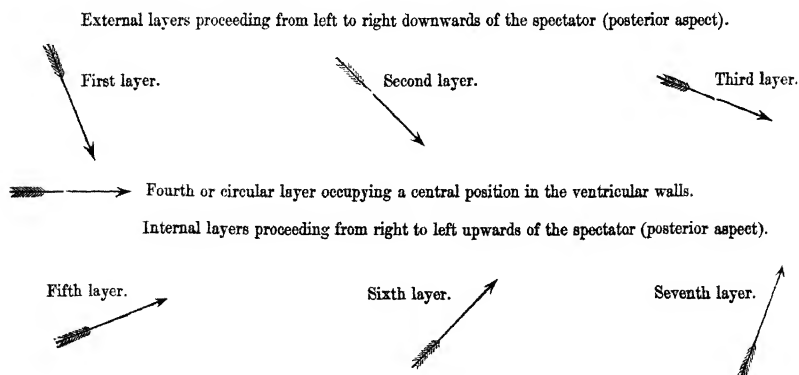 External layers proceeding from left to right downwards of the spectator (posterior aspect).
First layer.
Second layer.
Third layer.
Fourth or circular layer occupying a central position in the ventricular walls.
Internal layers proceeding from right to left upwards of the spectator (posterior aspect).
Fifth layer.
Sixth layer.
Seventh layer.